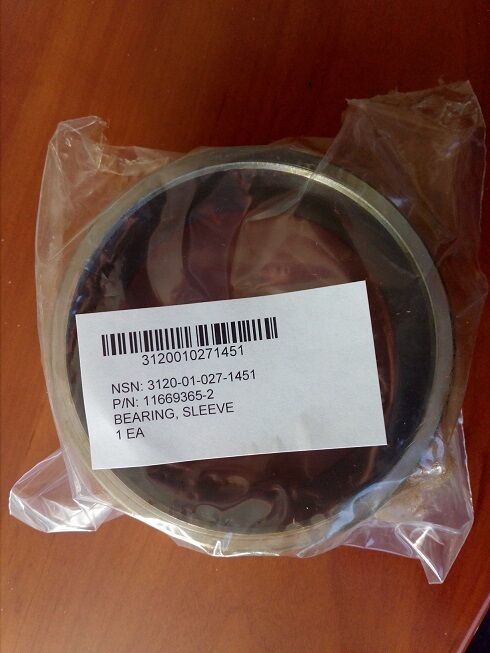 3120010271451
NSN: 3120-01-027-1451
P/N: 11669365-2
BEARING, SLEEVE
1 EA